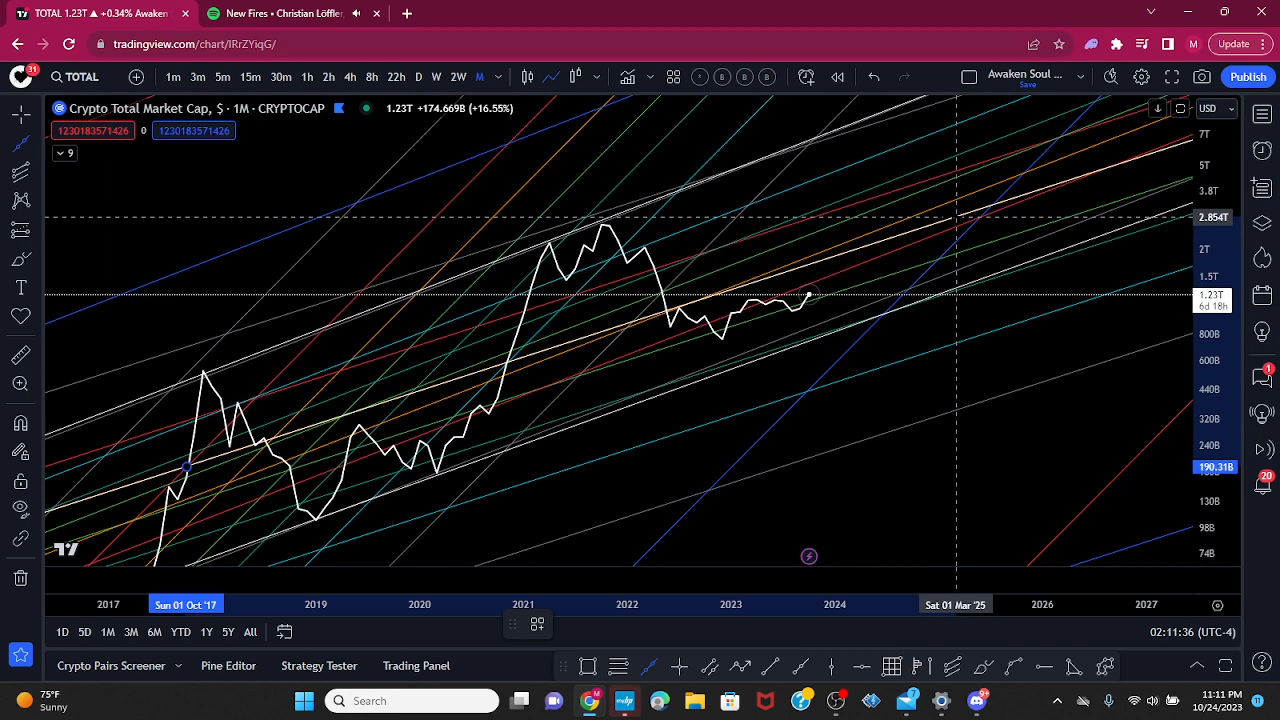 TOTAL 1.23T ▲ +0.34% Awaken
New Fires • Christian Löffler,
tradingview.com/chart/IRrZYiqG/
M
Update
31
TOTAL
1m 3m 5m 15m 30m 1h 2h 4h 8h 22h D W 2W M
B B B
Awaken Soul ...
Save
Publish
Crypto Total Market Cap, $ · 1M · CRYPTOCAP
1.23T +174.669B (+16.55%)
USD
1230183571426 0 1230183571426
9
7T
5T
3.8T
2.854T
2T
1.5T
1.23T
6d 18h
800B
600B
440B
320B
240B
190.31B
130B
98B
74B
1
20
2017 Sun 01 Oct '17 2019 2020 2021 2022 2023 2024 Sat 01 Mar '25 2026 2027
1D 5D 1M 3M 6M YTD 1Y 5Y All
02:11:36 (UTC-4)
Crypto Pairs Screener Pine Editor Strategy Tester Trading Panel
75°F
Sunny
Search
7
9+
11:11 PM
10/24/2023